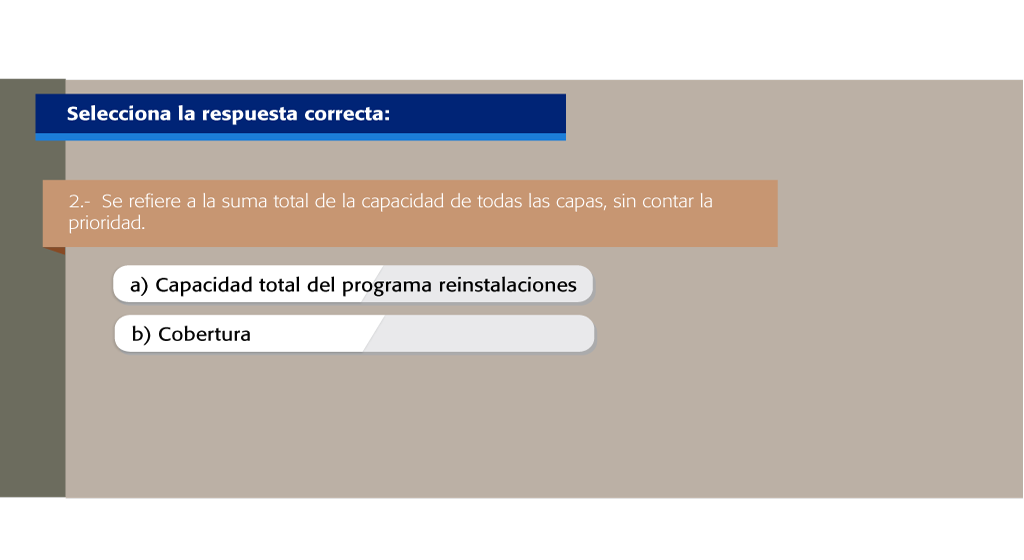 Selecciona la respuesta correcta:
2.- Se refiere a la suma total de la capacidad de todas las capas, sin contar la
prioridad.
a) Capacidad total del programa reinstalaciones
b) Cobertura